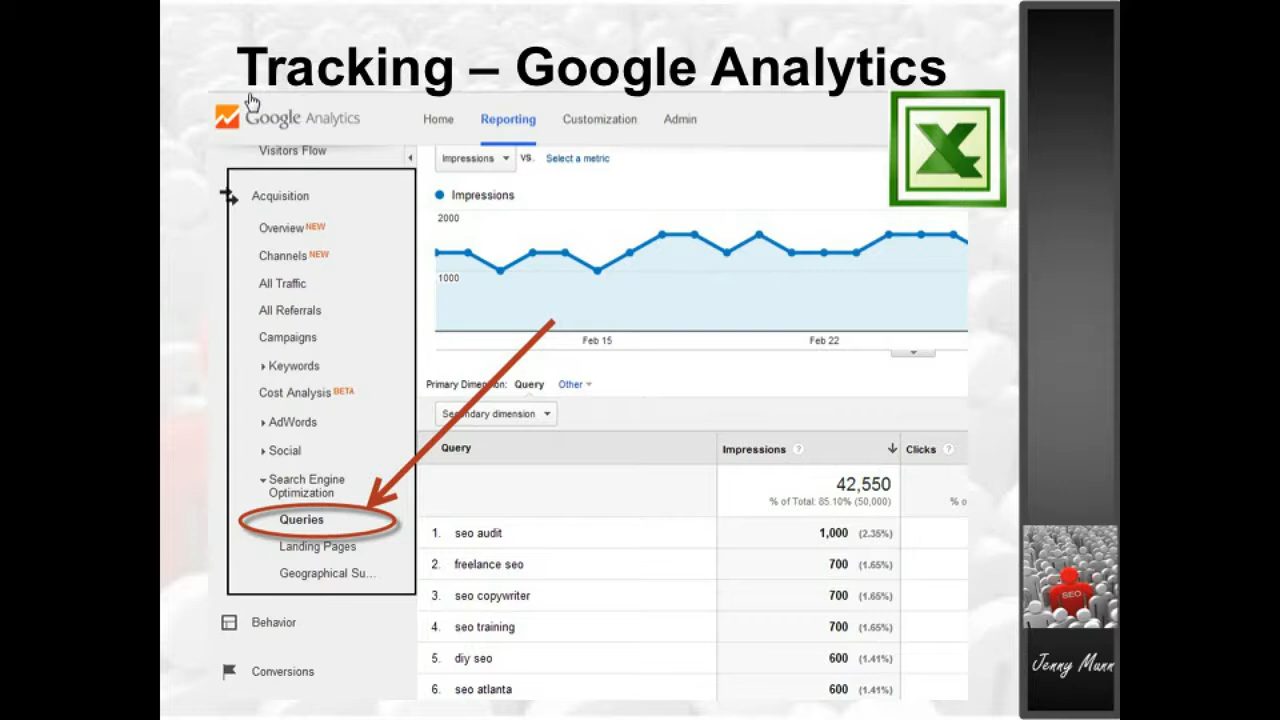 Tracking – Google Analytics
Google Analytics
Home Reporting Customization Admin
Visitors Flow
Acquisition
Overview NEW
Channels NEW
All Traffic
All Referrals
Campaigns
Keywords
Cost Analysis BETA
AdWords
Social
Search Engine
Optimization
Queries
Landing Pages
Geographical Su...
Behavior
Conversions
Impressions VS. Select a metric
Impressions
2000
1000
Feb 15 Feb 22
Primary Dimension: Query Other
Secondary dimension
Query Impressions ? Clicks ?
42,550
% of Total: 85.10% (50,000) % o
1. seo audit 1,000 (2.35%)
2. freelance seo 700 (1.65%)
3. seo copywriter 700 (1.65%)
4. seo training 700 (1.65%)
5. diy seo 600 (1.41%)
6. seo atlanta 600 (1.41%)
X
SEO
Jenny Munn